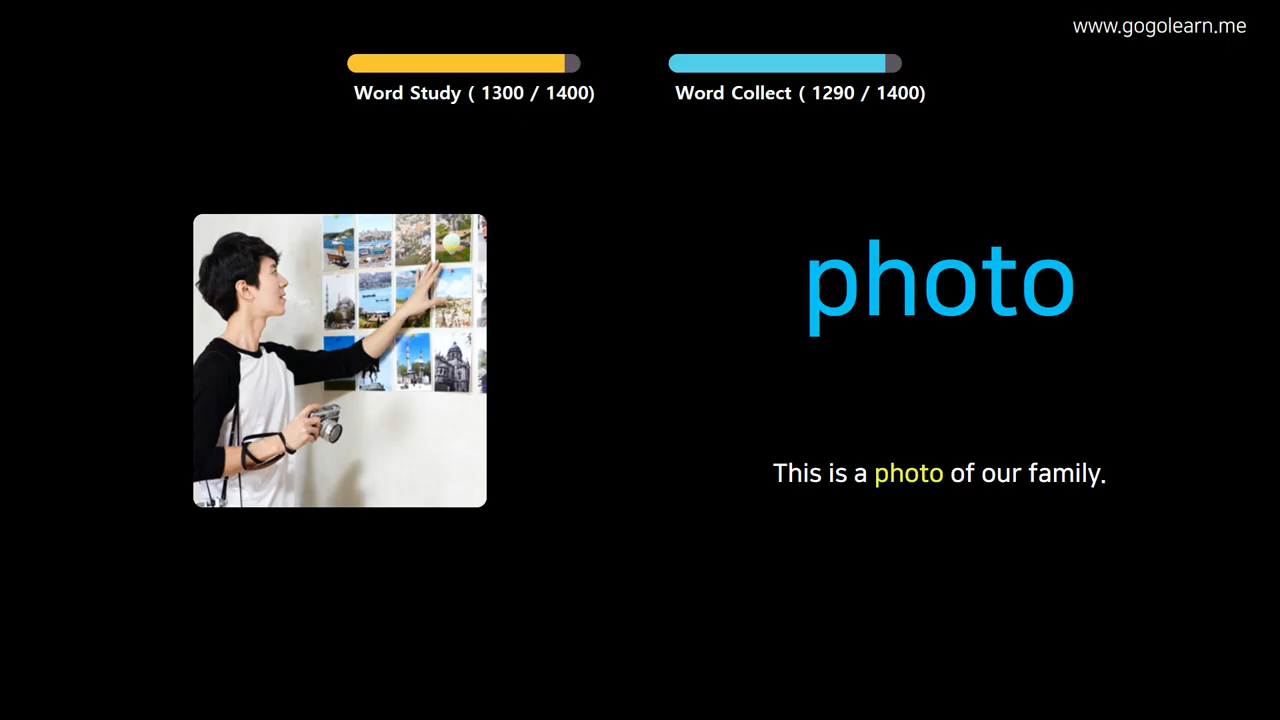 www.gogolearn.me
Word Study ( 1300 / 1400)
Word Collect ( 1290 / 1400)
photo
This is a photo of our family.